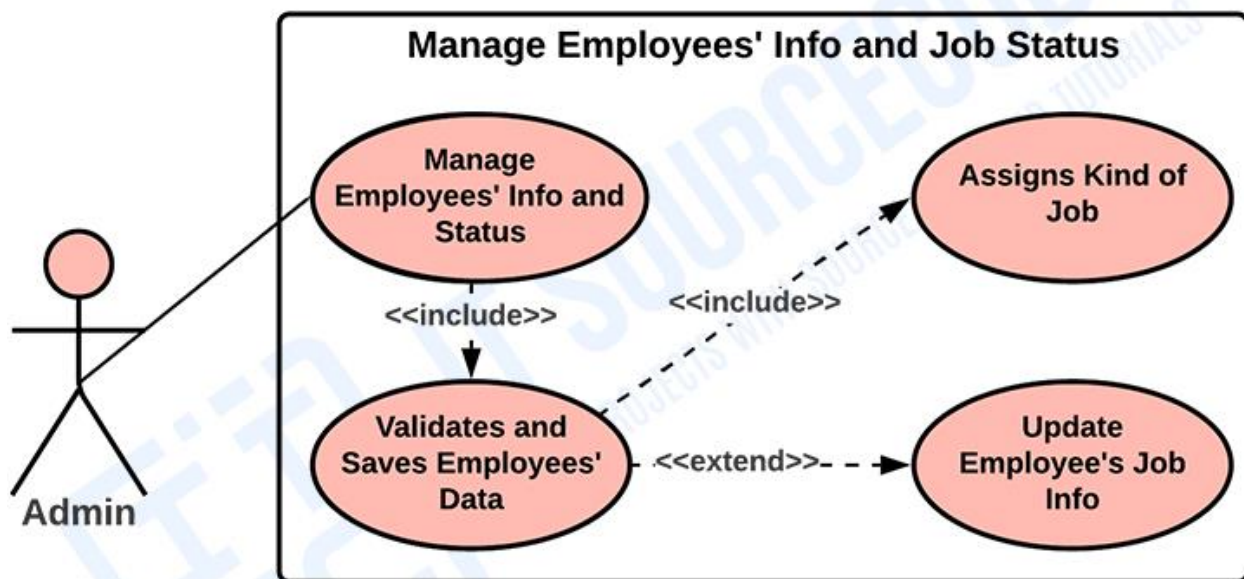 Manage Employees' Info and Job Status
Manage
Employees' Info and
Status
Assigns Kind of
Job
<<include>>
<<include>>
Validates and
Saves Employees'
Data
<<extend>>
Update
Employee's Job
Info
Admin